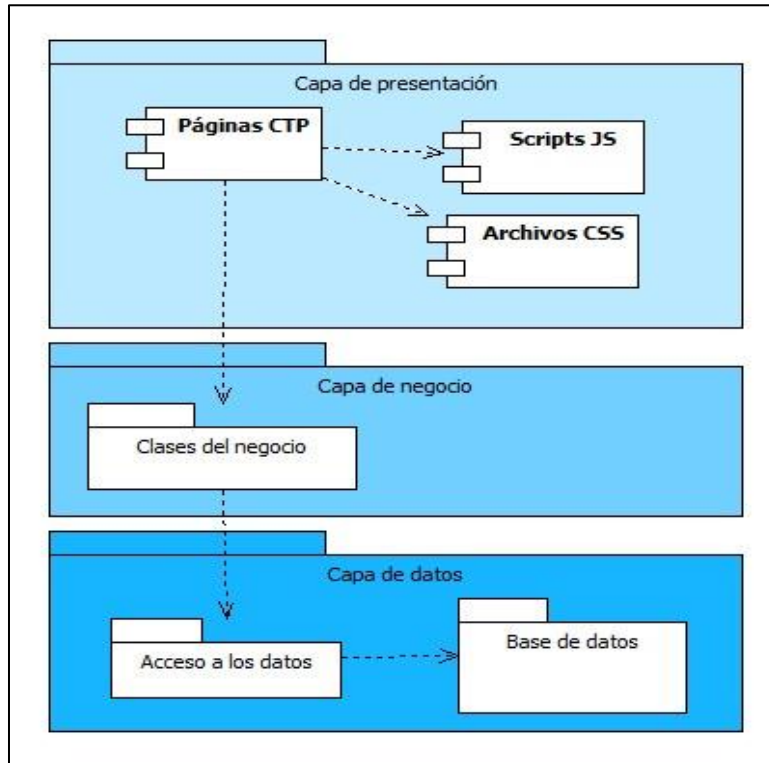 Capa de presentación
Páginas CTP
Scripts JS
Archivos CSS
Capa de negocio
Clases del negocio
Capa de datos
Acceso a los datos
Base de datos